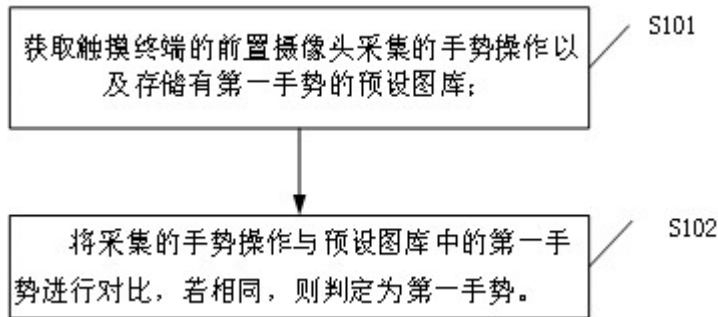 获取触摸终端的前置摄像头采集的手势操作以
及存储有第一手势的预设图库;
S101
将采集的手势操作与预设图库中的第一手
势进行对比，若相同，则判定为第一手势。
S102